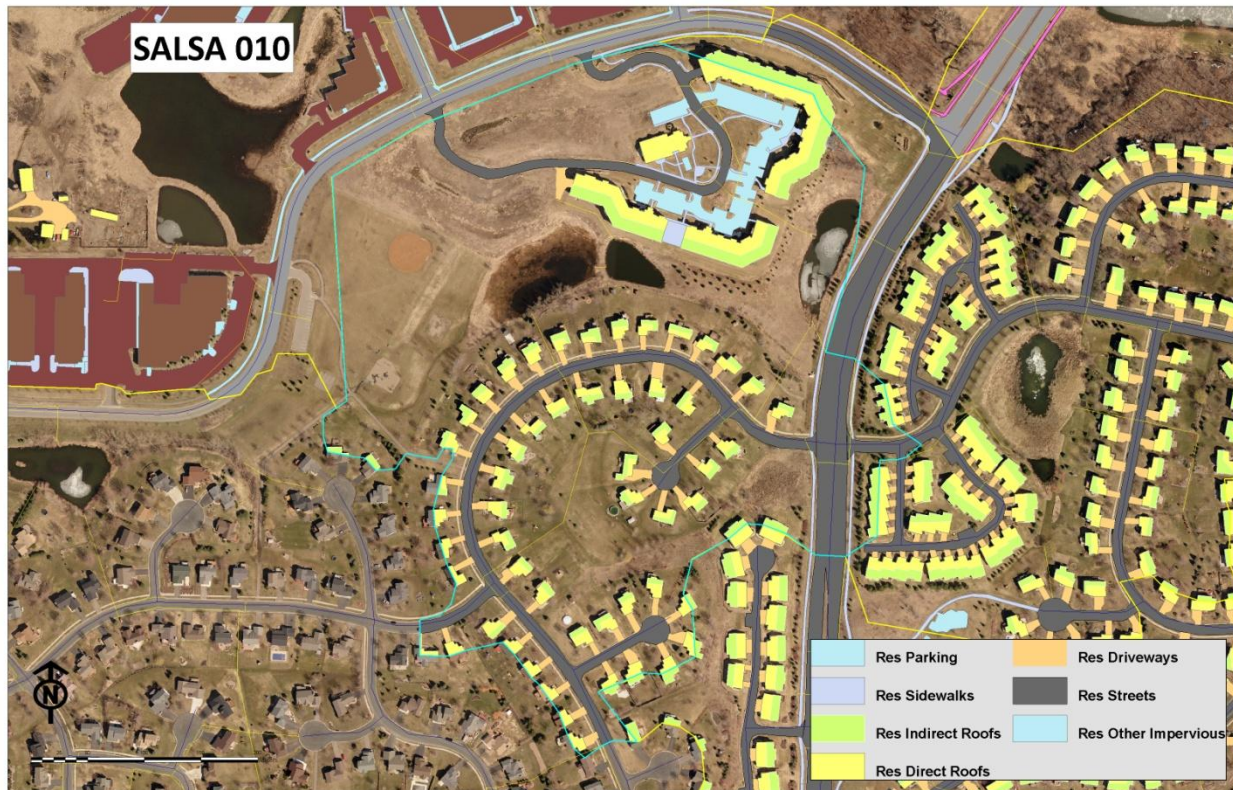 SALSA 010
N
Res Parking
Res Driveways
Res Sidewalks
Res Streets
Res Indirect Roofs
Res Other Impervious
Res Direct Roofs